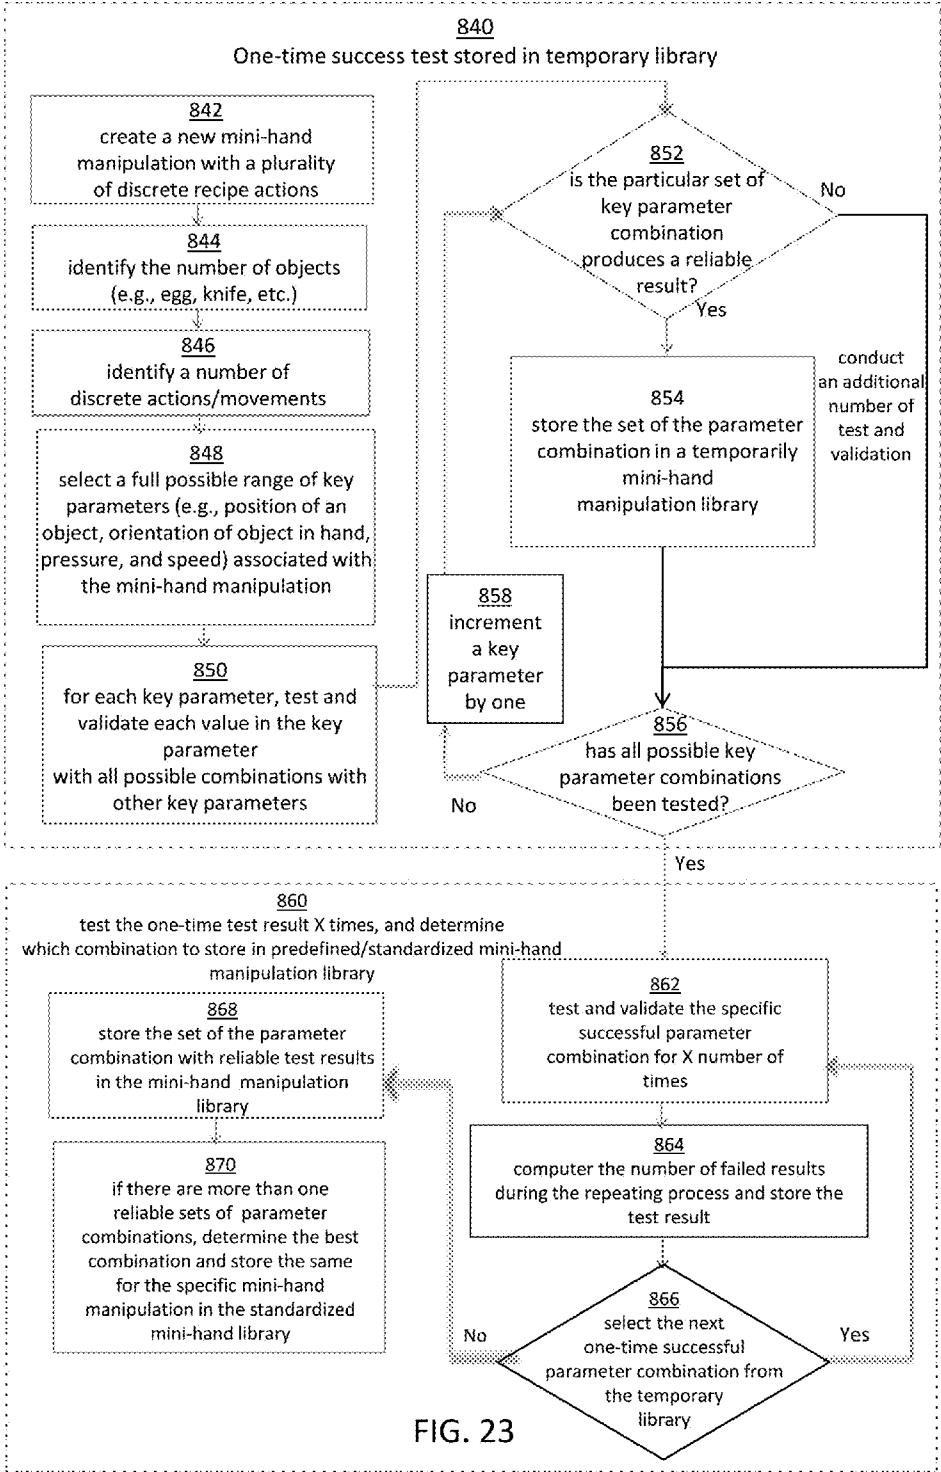 840
One-time success test stored in temporary library
842
create a new mini-hand
manipulation with a plurality
of discrete recipe actions
844
identify the number of objects
(e.g., egg, knife, etc.)
846
identify a number of
discrete actions/movements
848
select a full possible range of key
parameters (e.g., position of an
object, orientation of object in hand,
pressure, and speed) associated with
the mini-hand manipulation
850
for each key parameter, test and
validate each value in the key
parameter
with all possible combinations with
other key parameters
852
is the particular set of
key parameter
combination
produces a reliable
result?
No
Yes
854
store the set of the parameter
combination in a temporarily
mini-hand
manipulation library
conduct
an additional
number of
test and
validation
858
increment
a key
parameter
by one
856
has all possible key
parameter combinations
been tested?
No
Yes
860
test the one-time test result X times, and determine
which combination to store in predefined/standardized mini-hand
manipulation library
862
test and validate the specific
successful parameter
combination for X number of
times
864
computer the number of failed results
during the repeating process and store the
test result
866
select the next
one-time successful
parameter combination from
the temporary
library
No
Yes
868
store the set of the parameter
combination with reliable test results
in the mini-hand manipulation
library
870
if there are more than one
reliable sets of parameter
combinations, determine the best
combination and store the same
for the specific mini-hand
manipulation in the standardized
mini-hand library
FIG. 23